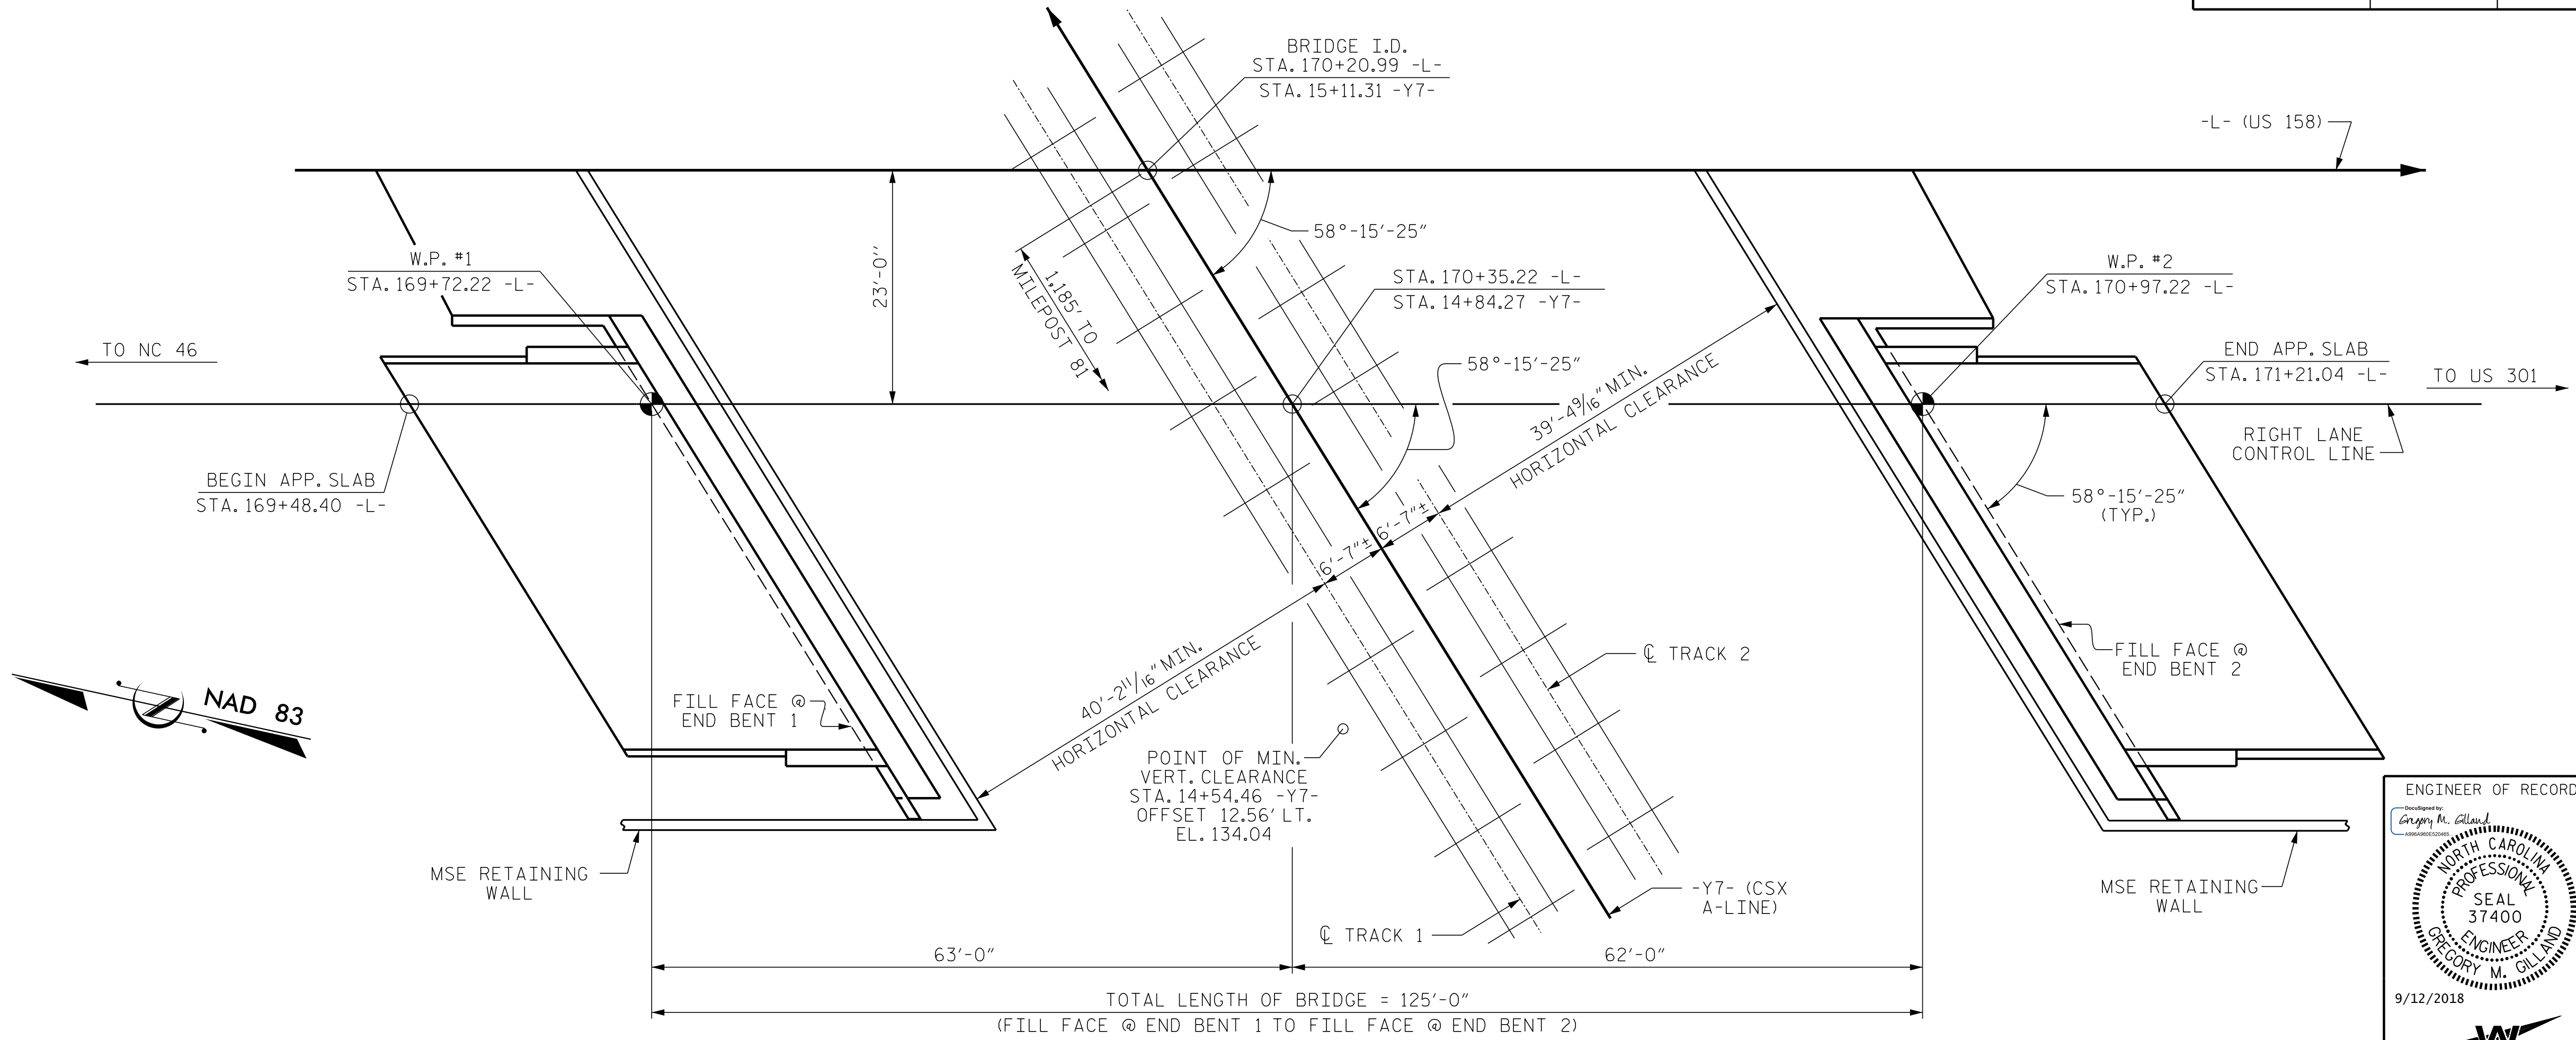 BRIDGE I.D.
STA. 170+20.99 -L-
STA. 15+11.31 -Y7-
-L- (US 158)
58°-15'-25"
23'-0"
W.P. #1
STA. 169+72.22 -L-
1,185' TO
MILEPOST 81
STA. 170+35.22 -L-
STA. 14+84.27 -Y7-
W.P. #2
STA. 170+97.22 -L-
TO NC 46
58°-15'-25"
END APP. SLAB
STA. 171+21.04 -L-
TO US 301
39'-4 9/16" MIN.
HORIZONTAL CLEARANCE
RIGHT LANE
CONTROL LINE
BEGIN APP. SLAB
STA. 169+48.40 -L-
58°-15'-25"
(TYP.)
6'-7"± 6'-7"±
℄ TRACK 2
FILL FACE @
END BENT 2
40'-2 11/16" MIN.
HORIZONTAL CLEARANCE
NAD 83
FILL FACE @
END BENT 1
POINT OF MIN.
VERT. CLEARANCE
STA. 14+54.46 -Y7-
OFFSET 12.56' LT.
EL. 134.04
MSE RETAINING
WALL
-Y7- (CSX
A-LINE)
℄ TRACK 1
MSE RETAINING
WALL
63'-0"
62'-0"
TOTAL LENGTH OF BRIDGE = 125'-0"
(FILL FACE @ END BENT 1 TO FILL FACE @ END BENT 2)
ENGINEER OF RECORD
DocuSigned by:
Gregory M. Gilland
A996A960E520465
NORTH CAROLINA
PROFESSIONAL
SEAL
37400
ENGINEER
GREGORY M. GILLAND
9/12/2018